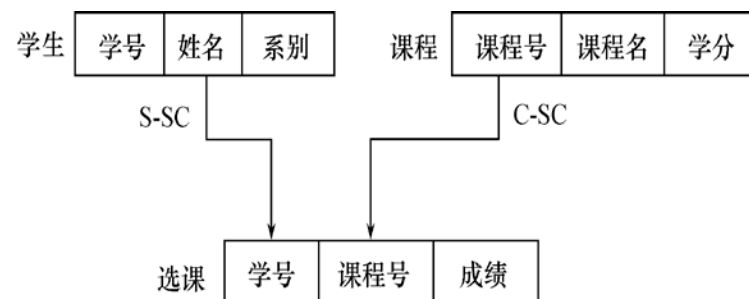 学生 学号 姓名 系别 课程 课程号 课程名 学分
S-SC C-SC
选课 学号 课程号 成绩